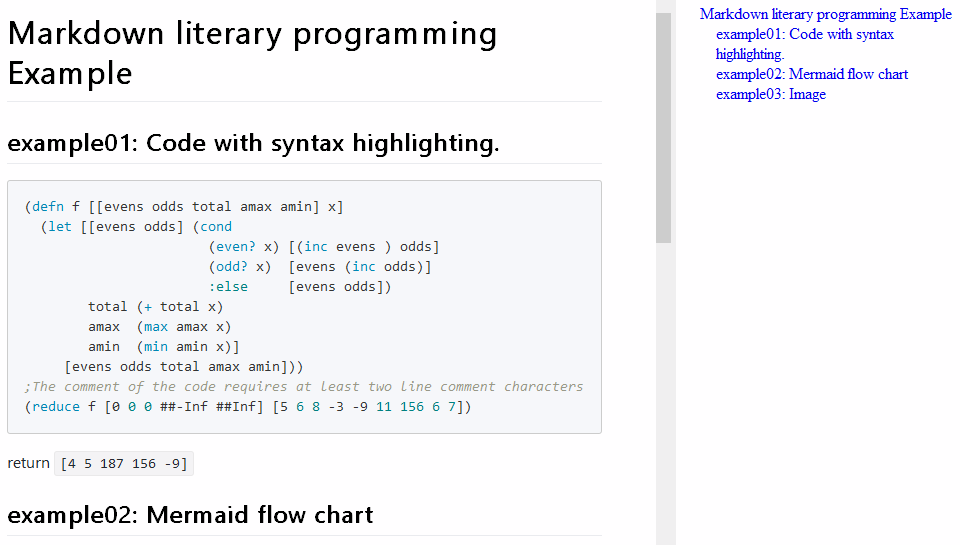 Markdown literary programming
Example
example01: Code with syntax highlighting.
(defn f [[evens odds total amax amin] x]
  (let [[evens odds] (cond
                       (even? x) [(inc evens ) odds]
                       (odd? x)  [evens (inc odds)]
                       :else     [evens odds])
        total (+ total x)
        amax  (max amax x)
        amin  (min amin x)]
     [evens odds total amax amin]))
;The comment of the code requires at least two line comment characters
(reduce f [0 0 0 ##-Inf ##Inf] [5 6 8 -3 -9 11 156 6 7])
return [4 5 187 156 -9]
example02: Mermaid flow chart
Markdown literary programming Example
example01: Code with syntax
highlighting.
example02: Mermaid flow chart
example03: Image